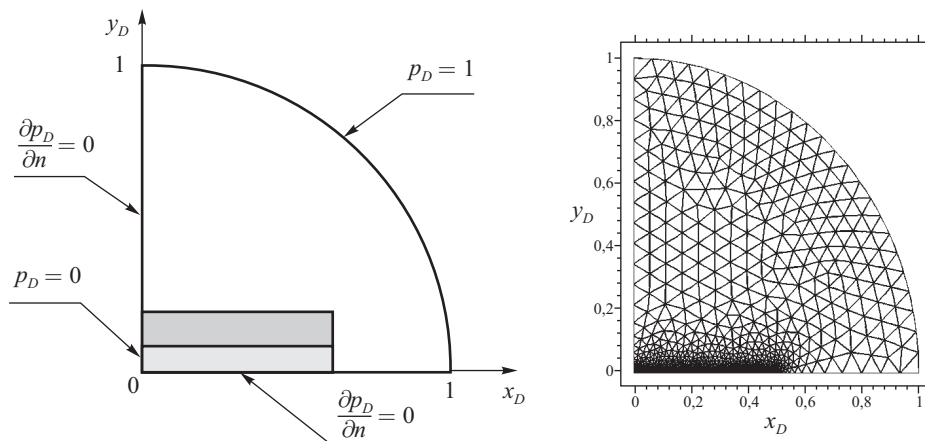 y_D
1
p_D = 1
∂p_D/∂n = 0
p_D = 0
0
1
x_D
∂p_D/∂n = 0
1
0,8
0,6
y_D
0,4
0,2
0
0 0,2 0,4 0,6 0,8 1
x_D